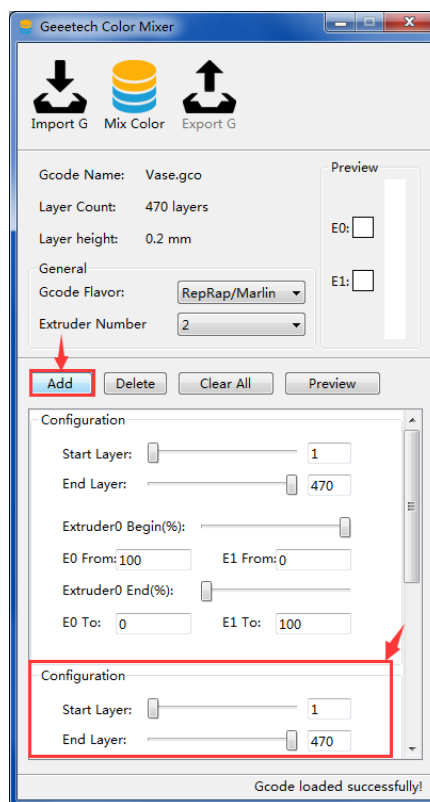 Geeetech Color Mixer
Import G Mix Color Export G
Preview
Gcode Name: Vase.gco
Layer Count: 470 layers
Layer height: 0.2 mm
E0:
General
Gcode Flavor: RepRap/Marlin
E1:
Extruder Number 2
Add Delete Clear All Preview
Configuration
Start Layer: 1
End Layer: 470
Extruder0 Begin(%):
E0 From: 100 E1 From: 0
Extruder0 End(%):
E0 To: 0 E1 To: 100
Configuration
Start Layer: 1
End Layer: 470
Gcode loaded successfully!